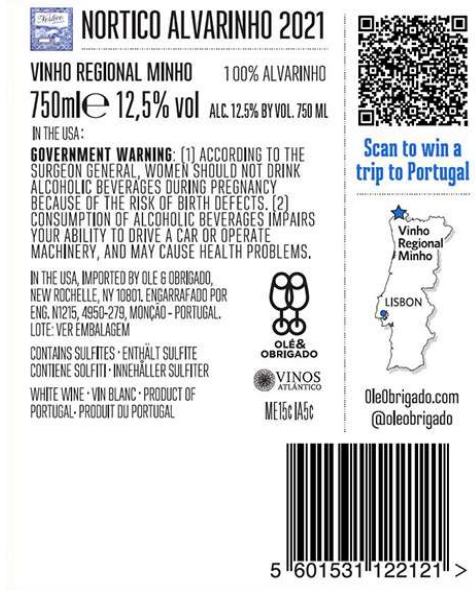 Nortico
NORTICO ALVARINHO 2021
VINHO REGIONAL MINHO 100% ALVARINHO
750ml℮ 12,5% vol ALC. 12.5% BY VOL. 750 ML
IN THE USA:
GOVERNMENT WARNING: (1) ACCORDING TO THE
SURGEON GENERAL, WOMEN SHOULD NOT DRINK
ALCOHOLIC BEVERAGES DURING PREGNANCY
BECAUSE OF THE RISK OF BIRTH DEFECTS. (2)
CONSUMPTION OF ALCOHOLIC BEVERAGES IMPAIRS
YOUR ABILITY TO DRIVE A CAR OR OPERATE
MACHINERY, AND MAY CAUSE HEALTH PROBLEMS.
IN THE USA, IMPORTED BY OLE & OBRIGADO,
NEW ROCHELLE, NY 10801. ENGARRAFADO POR
ENG. N1215, 4950-279, MONÇÃO - PORTUGAL.
LOTE: VER EMBALAGEM
CONTAINS SULFITES · ENTHÄLT SULFITE
CONTIENE SOLFITI · INNEHÅLLER SULFITER
WHITE WINE · VIN BLANC · PRODUCT OF
PORTUGAL · PRODUIT DU PORTUGAL
OLÉ&
OBRIGADO
VINOS
ATLÁNTICO
ME15¢ IA5¢
Scan to win a
trip to Portugal
Vinho
Regional
Minho
LISBON
OleObrigado.com
@oleobrigado
5 601531 122121 >